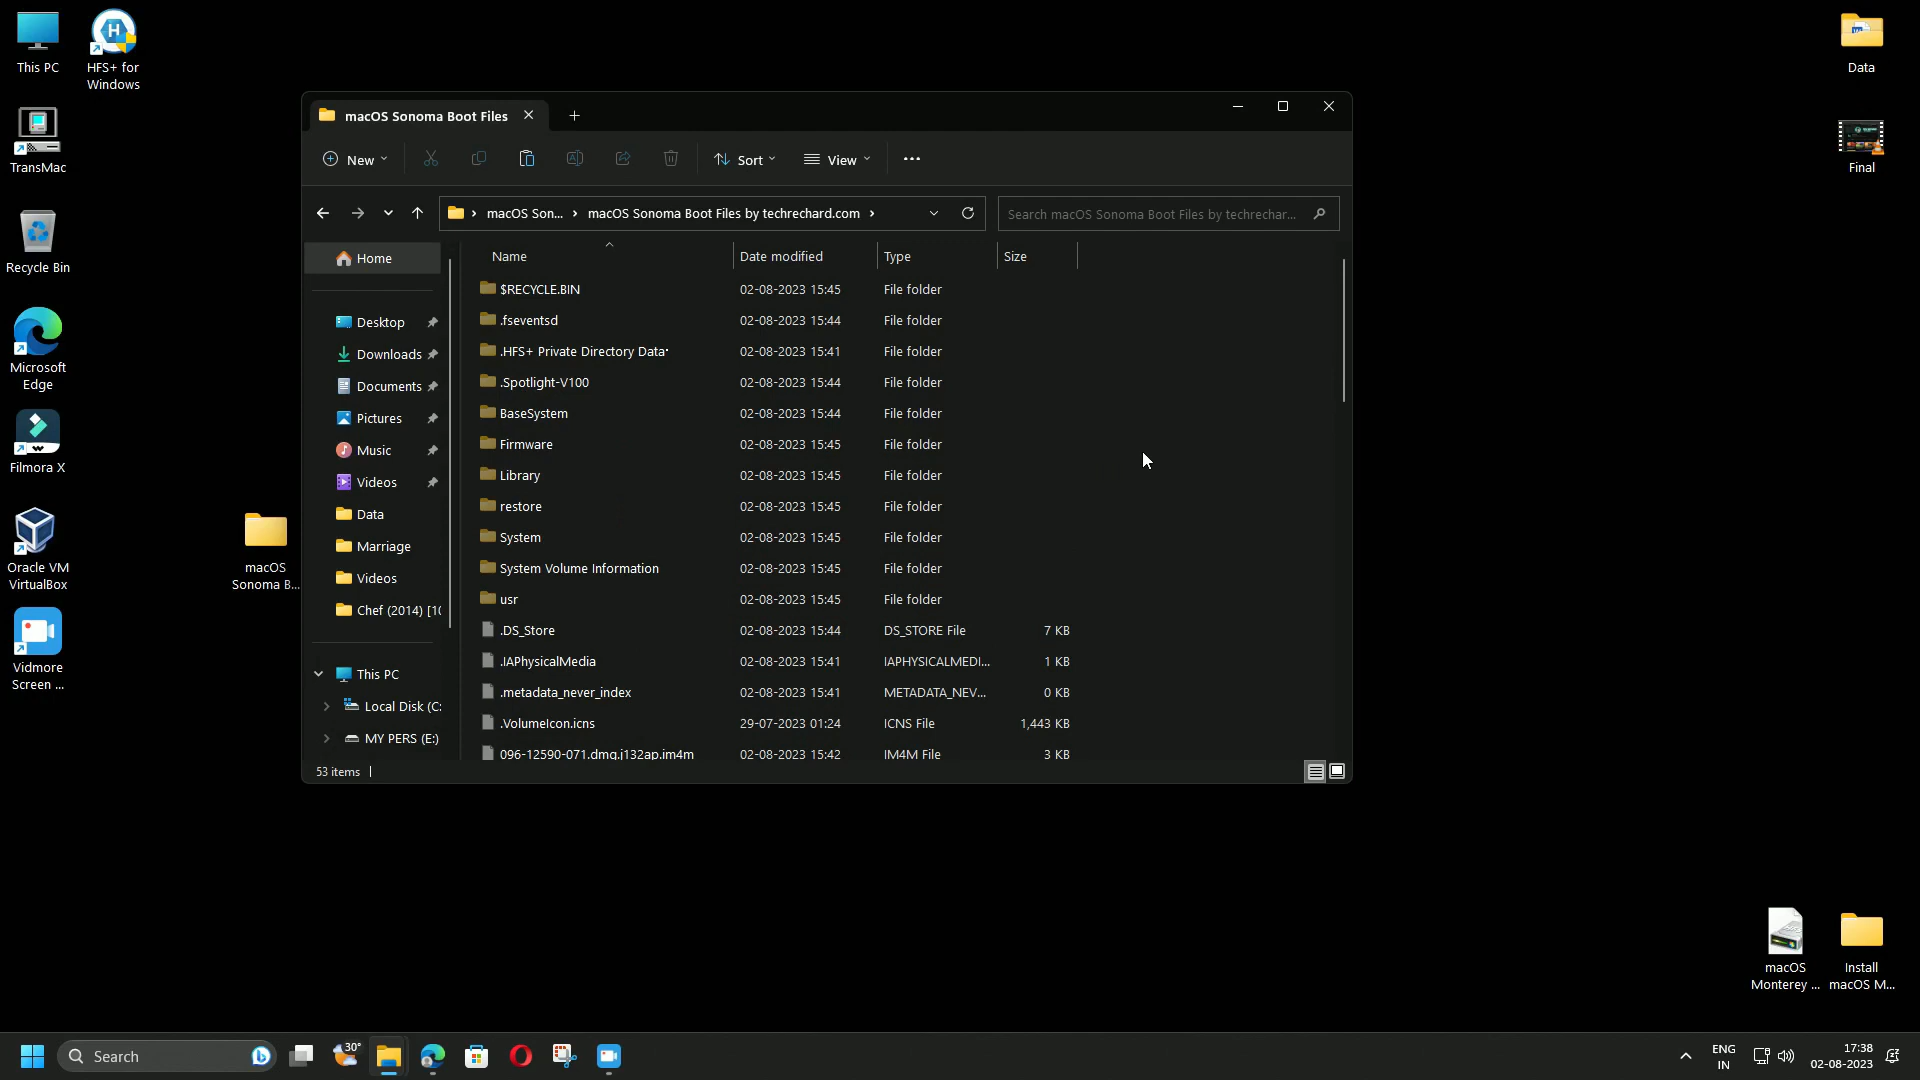 This PC
HFS+ for
Windows
TransMac
Recycle Bin
Microsoft
Edge
Filmora X
Oracle VM
VirtualBox
Vidmore
Screen ...
macOS
Sonoma B...
Data
Final
macOS
Monterey ...
Install
macOS M...
macOS Sonoma Boot Files
New
Sort
View
macOS Son...
macOS Sonoma Boot Files by techrechard.com
Search macOS Sonoma Boot Files by techrechar...
Home
Desktop
Downloads
Documents
Pictures
Music
Videos
Data
Marriage
Videos
Chef (2014) [10
This PC
Local Disk (C:
MY PERS (E:)
Name Date modified Type Size
$RECYCLE.BIN 02-08-2023 15:45 File folder
.fseventsd 02-08-2023 15:44 File folder
.HFS+ Private Directory Data 02-08-2023 15:41 File folder
.Spotlight-V100 02-08-2023 15:44 File folder
BaseSystem 02-08-2023 15:44 File folder
Firmware 02-08-2023 15:45 File folder
Library 02-08-2023 15:45 File folder
restore 02-08-2023 15:45 File folder
System 02-08-2023 15:45 File folder
System Volume Information 02-08-2023 15:45 File folder
usr 02-08-2023 15:45 File folder
.DS_Store 02-08-2023 15:44 DS_STORE File 7 KB
.IAPhysicalMedia 02-08-2023 15:41 IAPHYSICALMEDI... 1 KB
.metadata_never_index 02-08-2023 15:41 METADATA_NEV... 0 KB
.VolumeIcon.icns 29-07-2023 01:24 ICNS File 1,443 KB
096-12590-071.dmg.j132ap.im4m 02-08-2023 15:42 IM4M File 3 KB
53 items
Search
30°
ENG
IN
17:38
02-08-2023